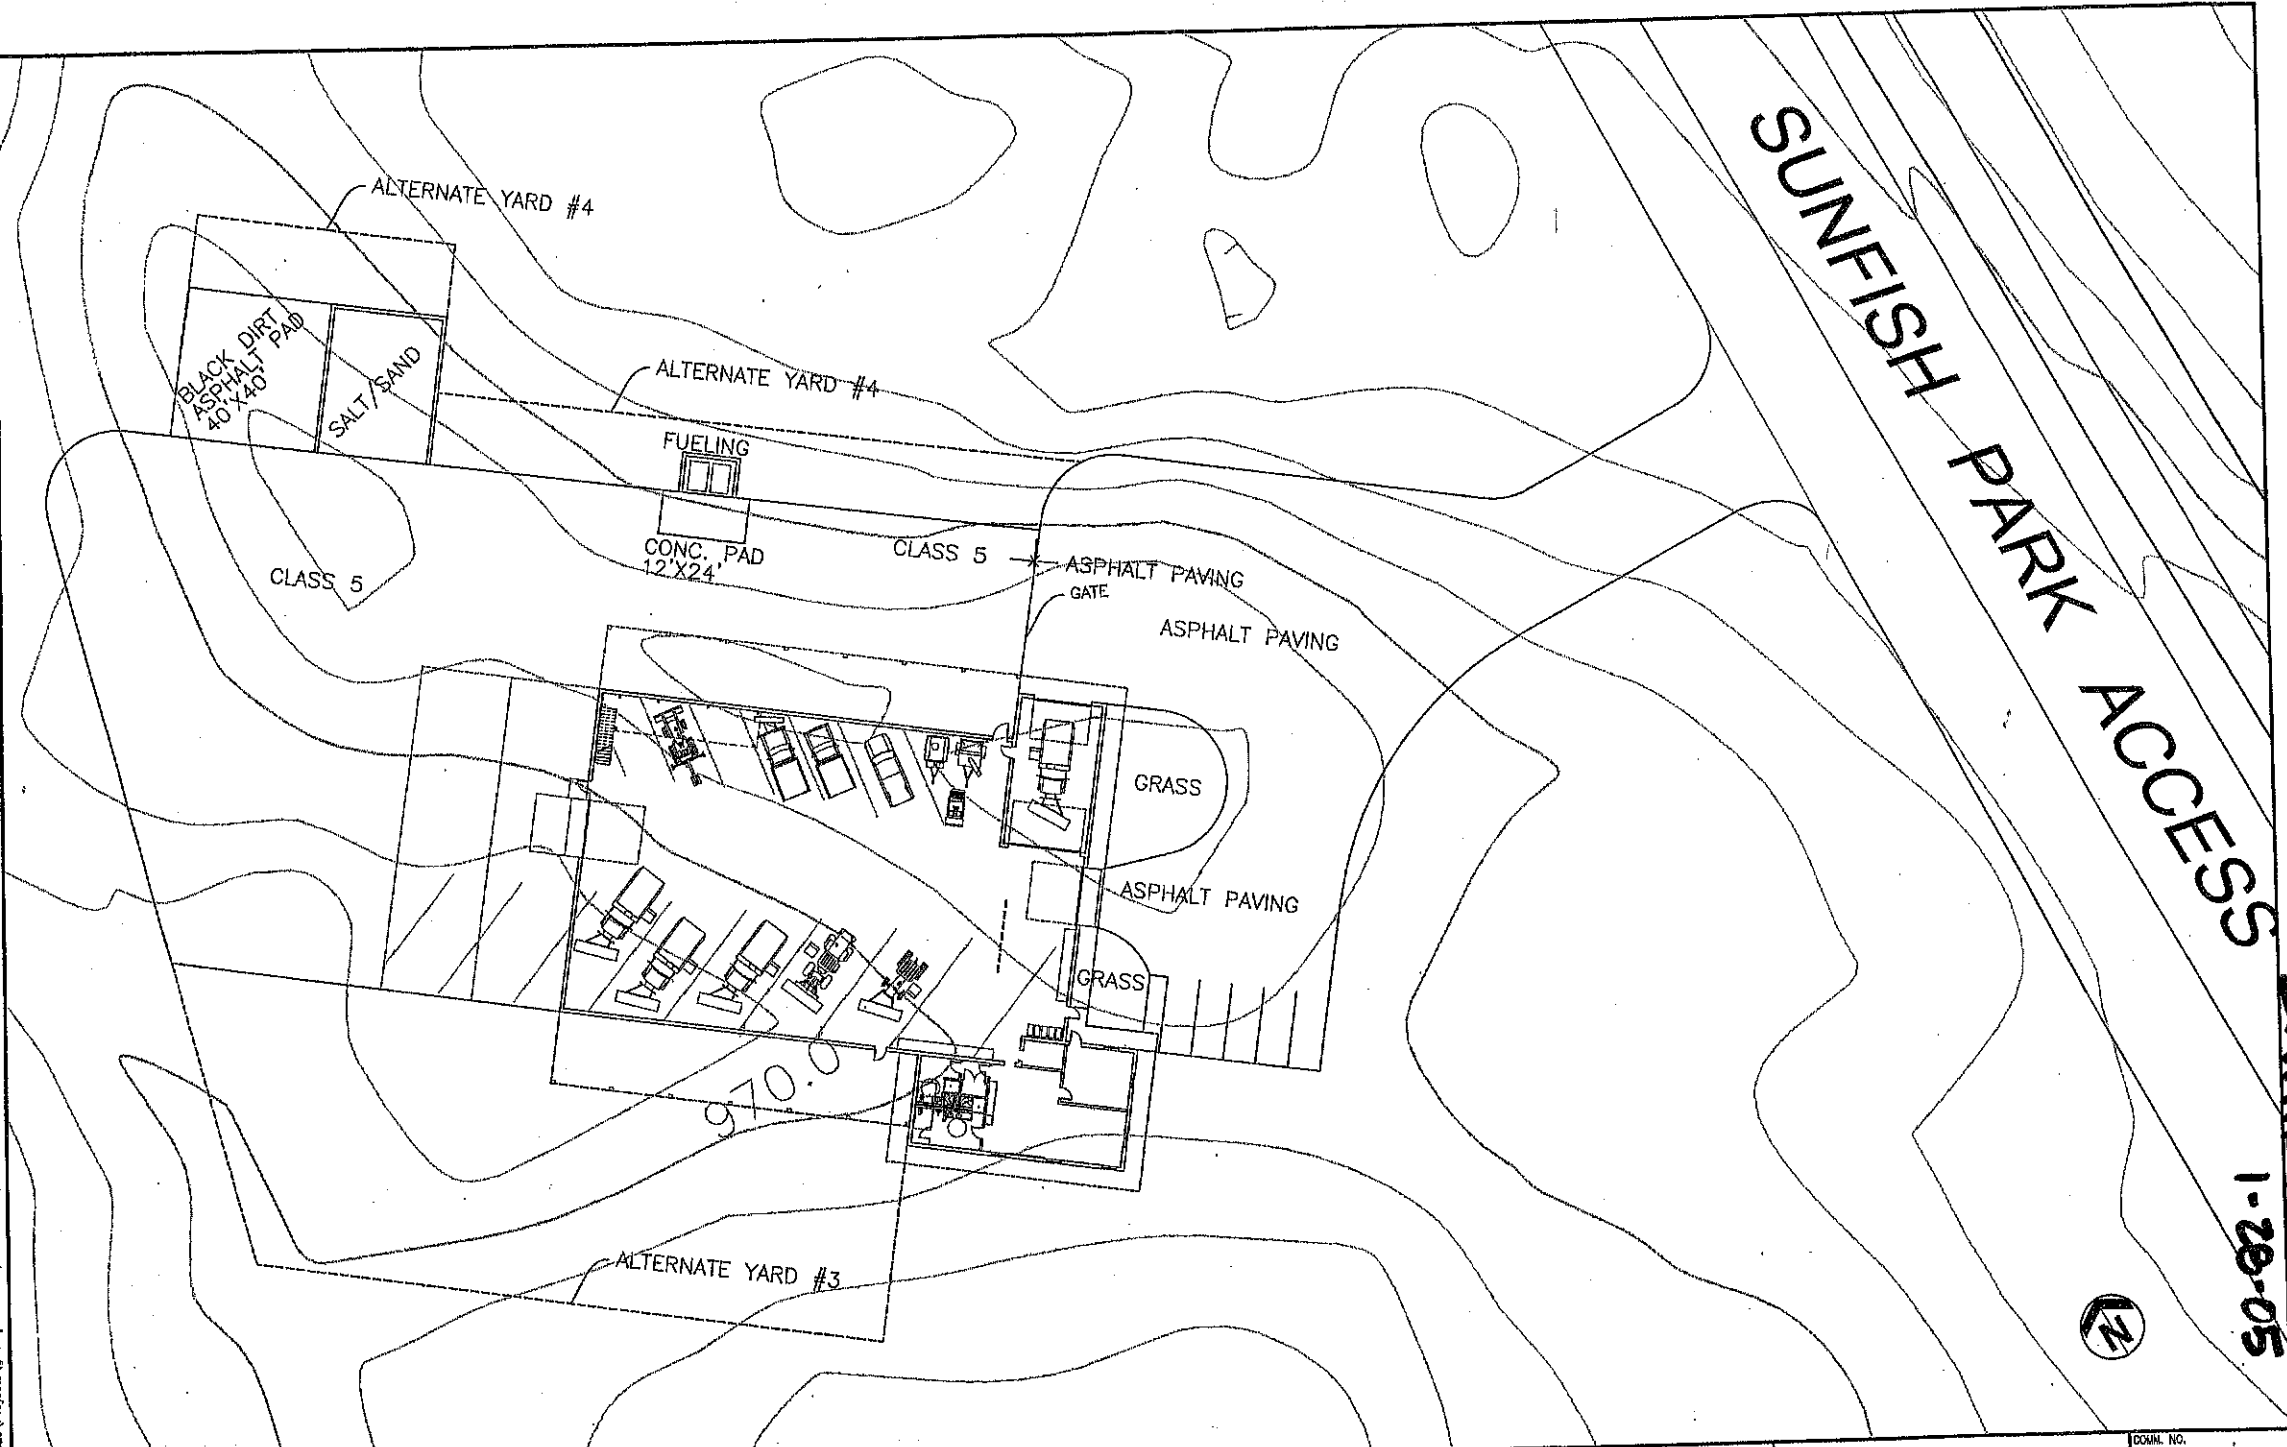 SUNFISH PARK ACCESS
ALTERNATE YARD #4
BLACK DIRT
ASPHALT PAD
40'X40'
SALT/SAND
ALTERNATE YARD #4
FUELING
CONC. PAD
12'X24'
CLASS 5
ASPHALT PAVING
GATE
CLASS 5
ASPHALT PAVING
GRASS
ASPHALT PAVING
GRASS
970.0
ALTERNATE YARD #3
N
1-28-05
COMM. NO.